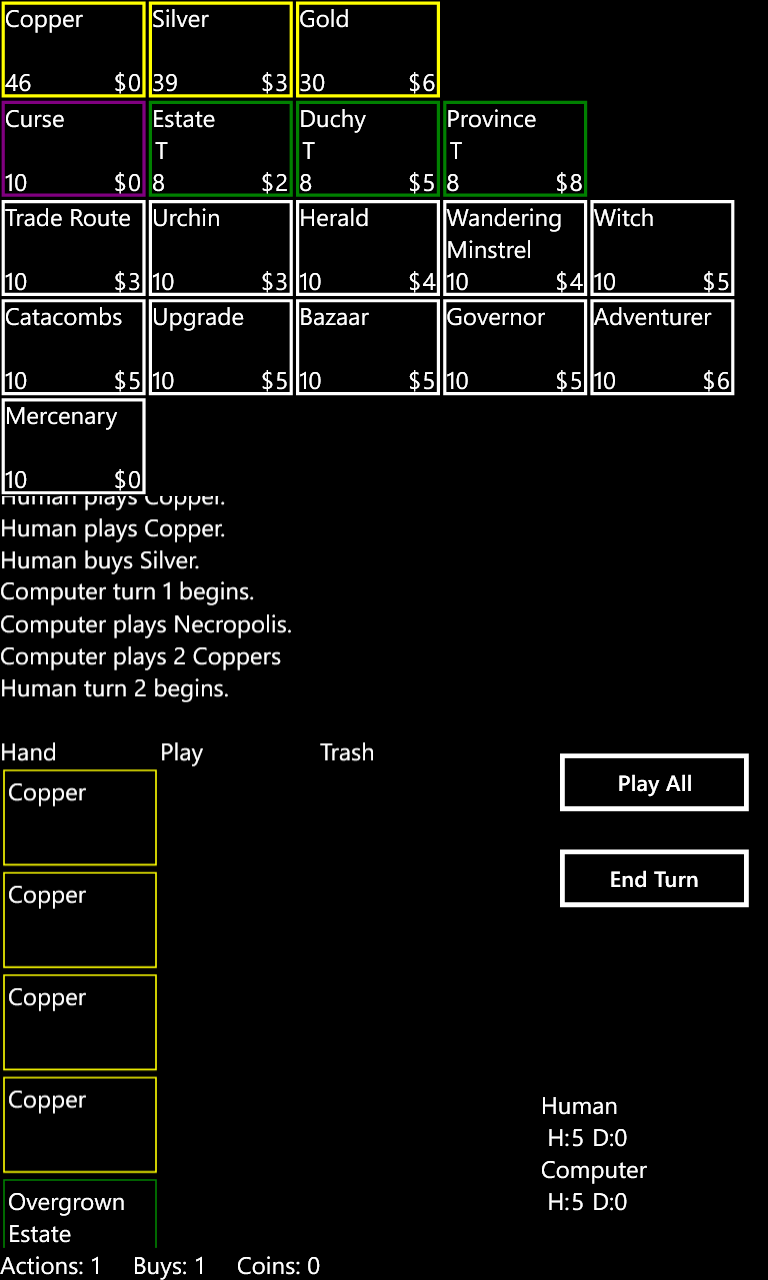 Copper Silver Gold
46 $0 39 $3 30 $6
Curse Estate Duchy Province
T T T
10 $0 8 $2 8 $5 8 $8
Trade Route Urchin Herald Wandering Witch
Minstrel
10 $3 10 $3 10 $4 10 $4 10 $5
Catacombs Upgrade Bazaar Governor Adventurer
10 $5 10 $5 10 $5 10 $5 10 $6
Mercenary
10 $0
Human plays Copper.
Human plays Copper.
Human buys Silver.
Computer turn 1 begins.
Computer plays Necropolis.
Computer plays 2 Coppers
Human turn 2 begins.
Hand Play Trash
Play All
Copper
End Turn
Copper
Copper
Copper
Human
H:5 D:0
Computer
H:5 D:0
Overgrown
Estate
Actions: 1 Buys: 1 Coins: 0